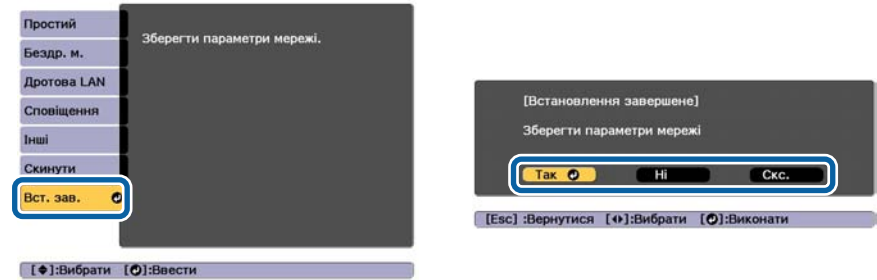 Простий
Бездр. м.
Дротова LAN
Сповіщення
Інші
Скинути
Вст. зав.
Зберегти параметри мережі.
[ ]:Вибрати [ ]:Ввести
[Встановлення завершене]
Зберегти параметри мережі
Так Ні Скс.
[Esc] :Вернутися [ ]:Вибрати [ ]:Виконати